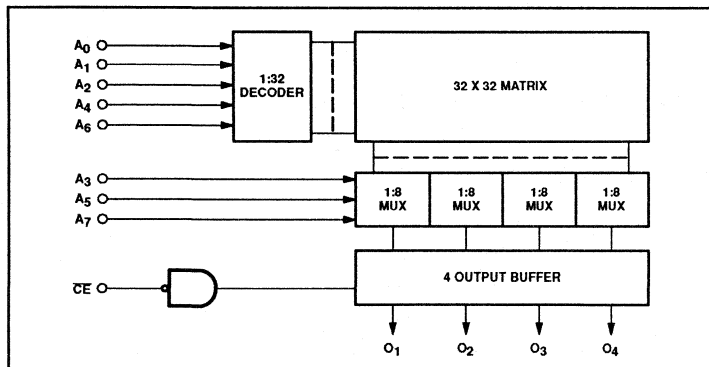 A0
A1
A2
A4
A6
1:32
DECODER
32 X 32 MATRIX
A3
A5
A7
1:8
MUX
1:8
MUX
1:8
MUX
1:8
MUX
CE
4 OUTPUT BUFFER
O1
O2
O3
O4